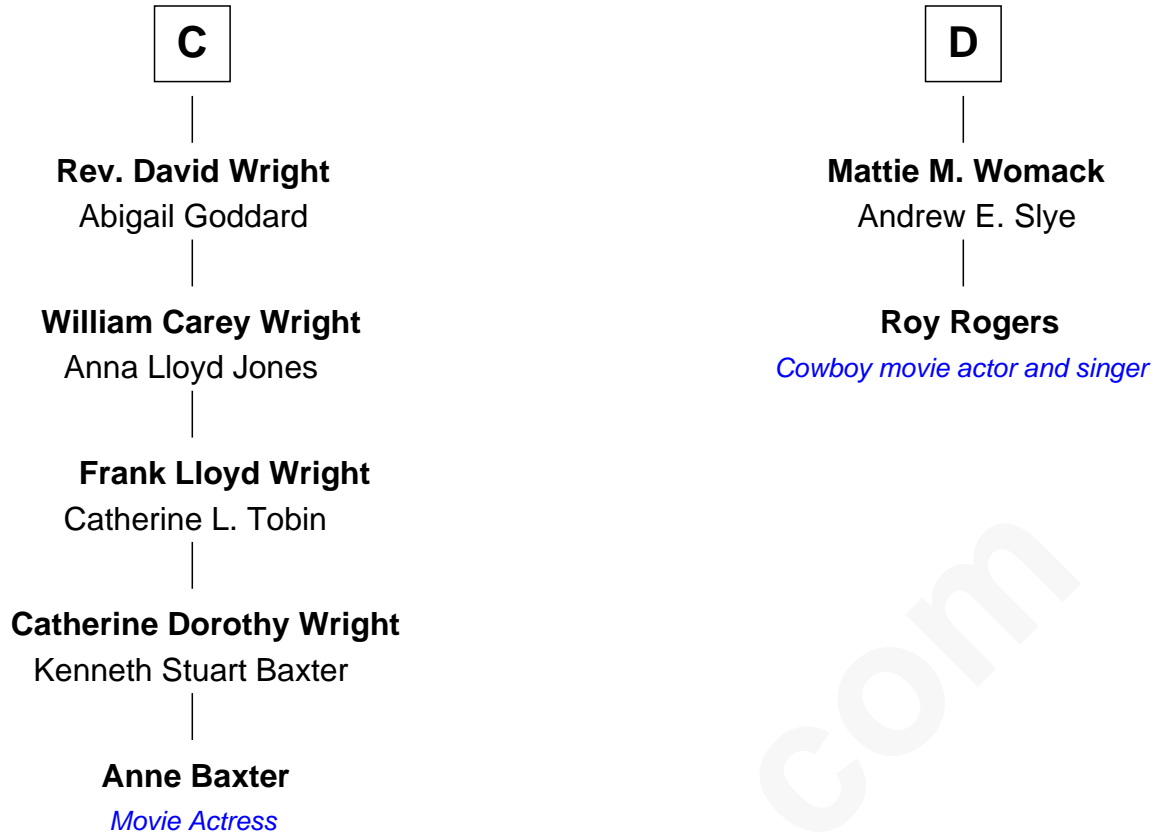 C
Rev. David Wright
Abigail Goddard
William Carey Wright
Anna Lloyd Jones
Frank Lloyd Wright
Catherine L. Tobin
Catherine Dorothy Wright
Kenneth Stuart Baxter
Anne Baxter
Movie Actress
D
Mattie M. Womack
Andrew E. Slye
Roy Rogers
Cowboy movie actor and singer
com